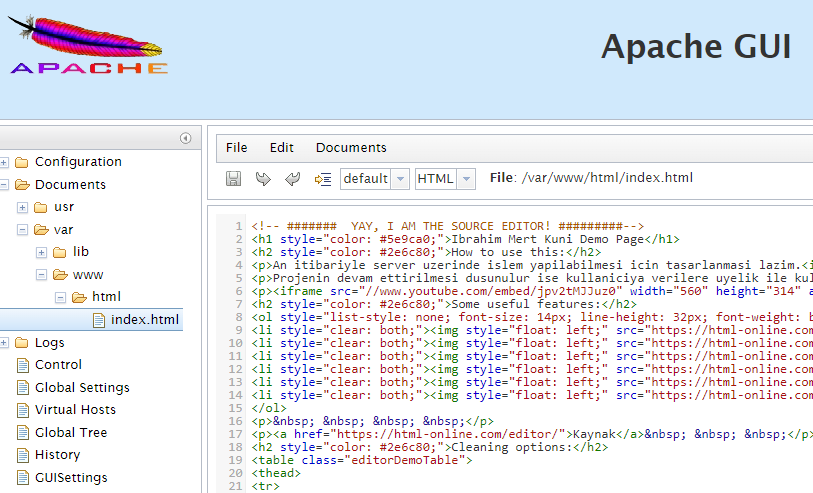 APACHE
Apache GUI
Configuration
Documents
usr
var
lib
www
html
index.html
Logs
Control
Global Settings
Virtual Hosts
Global Tree
History
GUISettings
File Edit Documents
default HTML File: /var/www/html/index.html
1 <!-- ####### YAY, I AM THE SOURCE EDITOR! #########-->
2 <h1 style="color: #5e9ca0;">Ibrahim Mert Kuni Demo Page</h1>
3 <h2 style="color: #2e6c80;">How to use this:</h2>
4 <p>An itibariyle server uzerinde islem yapilabilmesi icin tasarlanmasi lazim.<i
5 <p>Projenin devam ettirilmesi dusunulur ise kullaniciya verilere uyelik ile kul
6 <p><iframe src="//www.youtube.com/embed/jpv2tMJJuz0" width="560" height="314" a
7 <h2 style="color: #2e6c80;">Some useful features:</h2>
8 <ol style="list-style: none; font-size: 14px; line-height: 32px; font-weight: b
9 <li style="clear: both;"><img style="float: left;" src="https://html-online.com
10 <li style="clear: both;"><img style="float: left;" src="https://html-online.com
11 <li style="clear: both;"><img style="float: left;" src="https://html-online.com
12 <li style="clear: both;"><img style="float: left;" src="https://html-online.com
13 <li style="clear: both;"><img style="float: left;" src="https://html-online.com
14 <li style="clear: both;"><img style="float: left;" src="https://html-online.com
15 </ol>
16 <p>&nbsp; &nbsp; &nbsp; &nbsp;</p>
17 <p><a href="https://html-online.com/editor/">Kaynak</a>&nbsp; &nbsp; &nbsp;</p>
18 <h2 style="color: #2e6c80;">Cleaning options:</h2>
19 <table class="editorDemoTable">
20 <thead>
21 <tr>